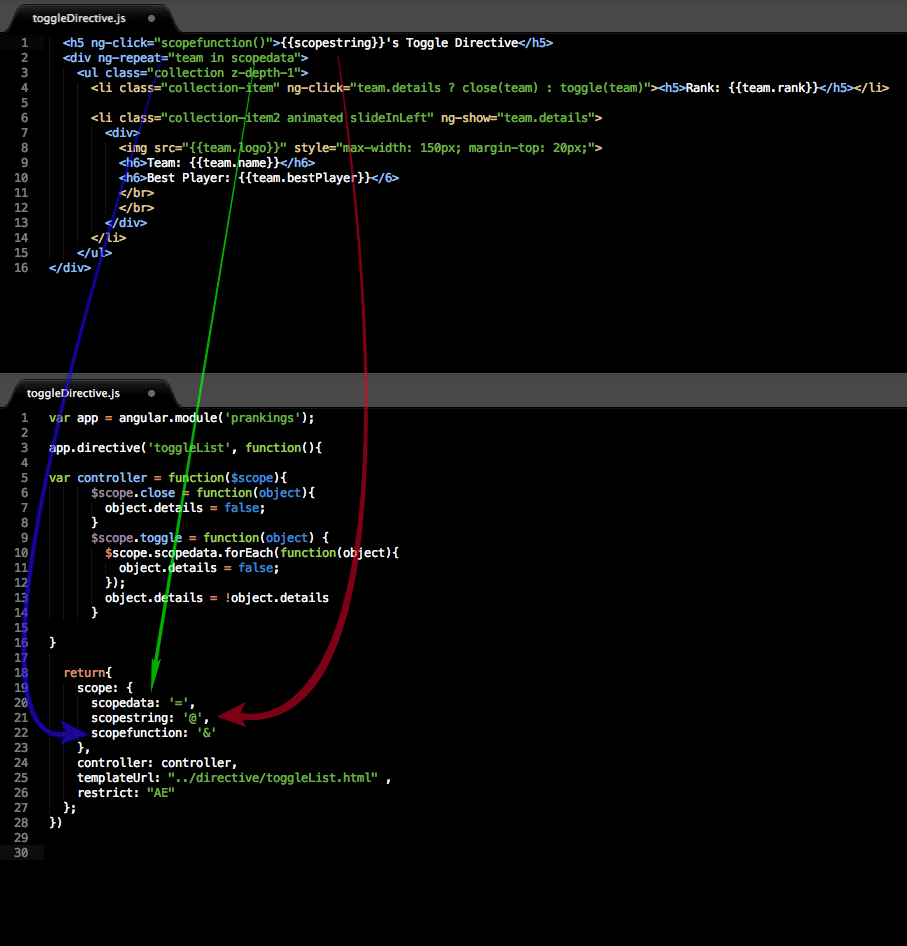 toggleDirective.js
1 <h5 ng-click="scopefunction()">{{scopestring}}'s Toggle Directive</h5>
2 <div ng-repeat="team in scopedata">
3 <ul class="collection z-depth-1">
4 <li class="collection-item" ng-click="team.details ? close(team) : toggle(team)"><h5>Rank: {{team.rank}}</h5></li>
5
6 <li class="collection-item2 animated slideInLeft" ng-show="team.details">
7 <div>
8 <img src="{{team.logo}}" style="max-width: 150px; margin-top: 20px;">
9 <h6>Team: {{team.name}}</h6>
10 <h6>Best Player: {{team.bestPlayer}}</6>
11 </br>
12 </br>
13 </div>
14 </li>
15 </ul>
16 </div>
toggleDirective.js
1 var app = angular.module('prankings');
2
3 app.directive('toggleList', function(){
4
5 var controller = function($scope){
6 $scope.close = function(object){
7 object.details = false;
8 }
9 $scope.toggle = function(object) {
10 $scope.scopedata.forEach(function(object){
11 object.details = false;
12 });
13 object.details = !object.details
14 }
15
16 }
17
18 return{
19 scope: {
20 scopedata: '=',
21 scopestring: '@',
22 scopefunction: '&'
23 },
24 controller: controller,
25 templateUrl: "../directive/toggleList.html" ,
26 restrict: "AE"
27 };
28 })
29
30